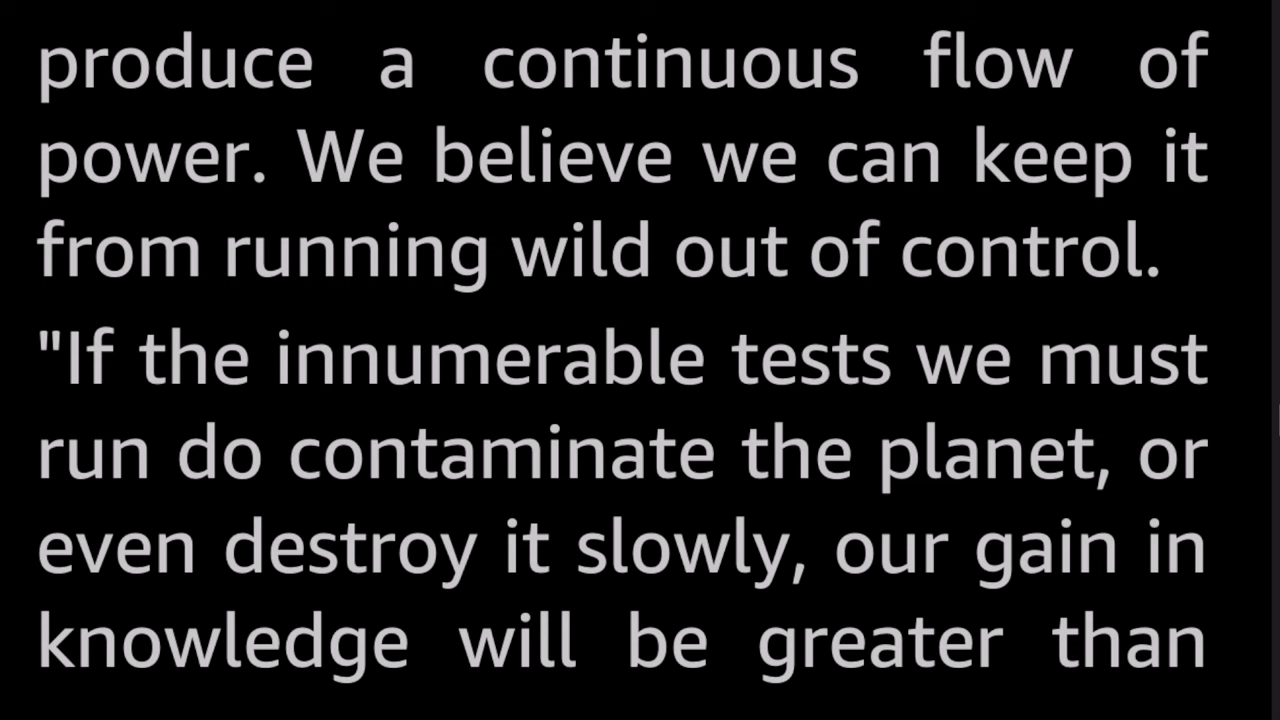 produce a continuous flow of
power. We believe we can keep it
from running wild out of control.
"If the innumerable tests we must
run do contaminate the planet, or
even destroy it slowly, our gain in
knowledge will be greater than